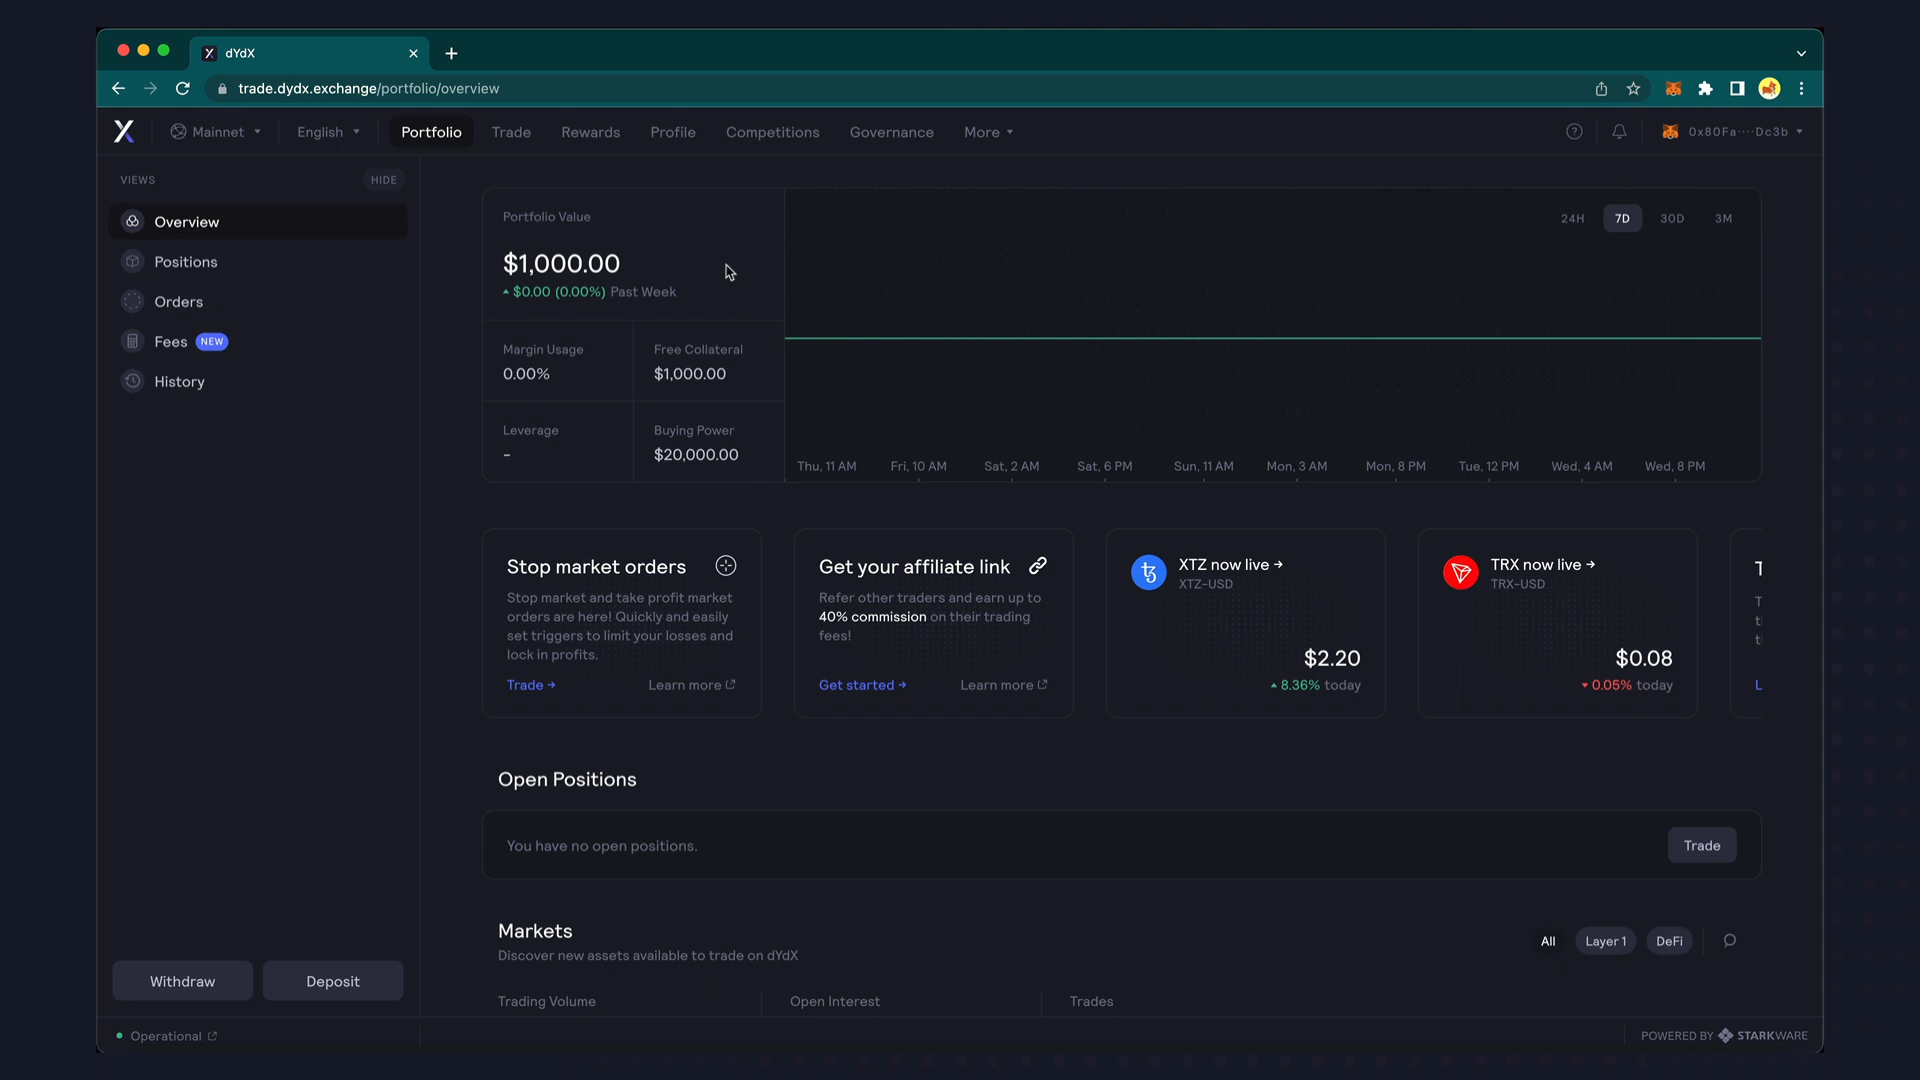 dYdX
trade.dydx.exchange/portfolio/overview
Mainnet
English
Portfolio
Trade
Rewards
Profile
Competitions
Governance
More
0x80Fa····Dc3b
VIEWS
HIDE
Overview
Positions
Orders
Fees NEW
History
Withdraw
Deposit
Operational
Portfolio Value
$1,000.00
$0.00 (0.00%) Past Week
Margin Usage
0.00%
Free Collateral
$1,000.00
Leverage
-
Buying Power
$20,000.00
24H
7D
30D
3M
Thu, 11 AM
Fri, 10 AM
Sat, 2 AM
Sat, 6 PM
Sun, 11 AM
Mon, 3 AM
Mon, 8 PM
Tue, 12 PM
Wed, 4 AM
Wed, 8 PM
Stop market orders
Stop market and take profit market
orders are here! Quickly and easily
set triggers to limit your losses and
lock in profits.
Trade →
Learn more
Get your affiliate link
Refer other traders and earn up to
40% commission on their trading
fees!
Get started →
Learn more
XTZ now live →
XTZ-USD
$2.20
8.36% today
TRX now live →
TRX-USD
$0.08
0.05% today
Open Positions
You have no open positions.
Trade
Markets
Discover new assets available to trade on dYdX
All
Layer 1
DeFi
Trading Volume
Open Interest
Trades
POWERED BY STARKWARE